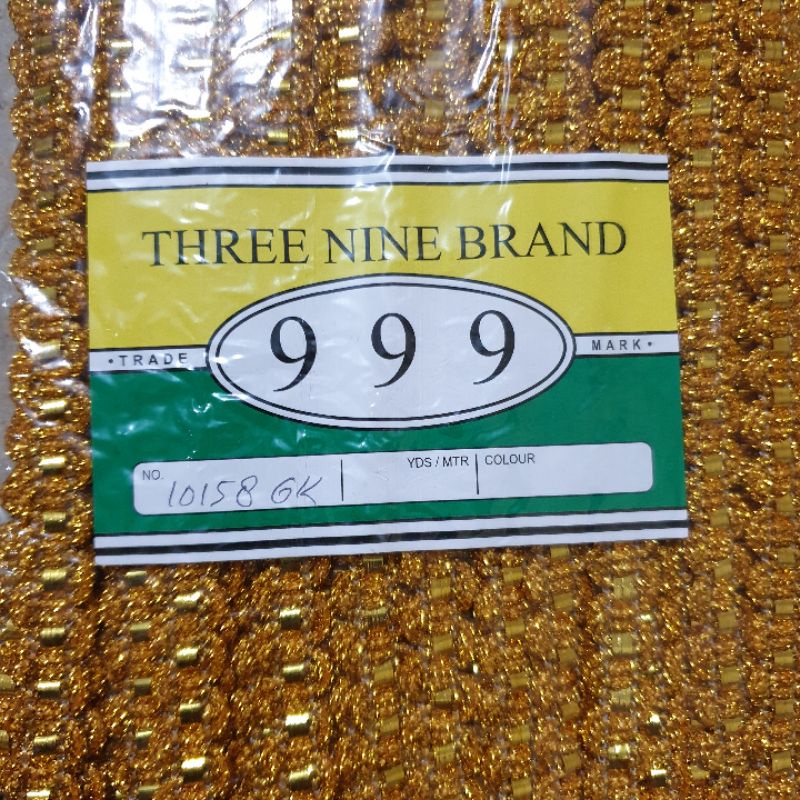 THREE NINE BRAND
• TRADE 999 MARK •
NO. 10158 GK YDS / MTR COLOUR